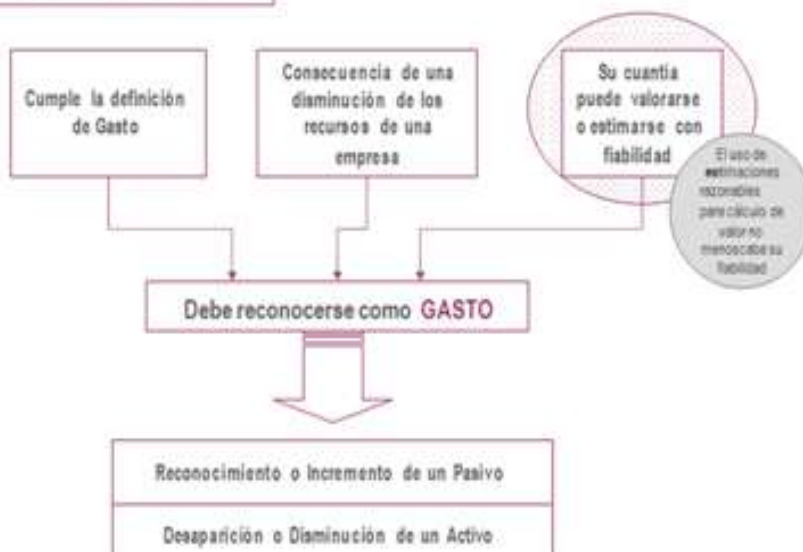 Cumple la definición
de Gasto
Consecuencia de una
disminución de los
recursos de una
empresa
Su cuantía
puede valorarse
o estimarse con
fiabilidad
El uso de
estimaciones
razonables
para cálculo de
valor no
menoscaba su
fiabilidad
Debe reconocerse como GASTO
Reconocimiento o Incremento de un Pasivo
Desaparición o Disminución de un Activo